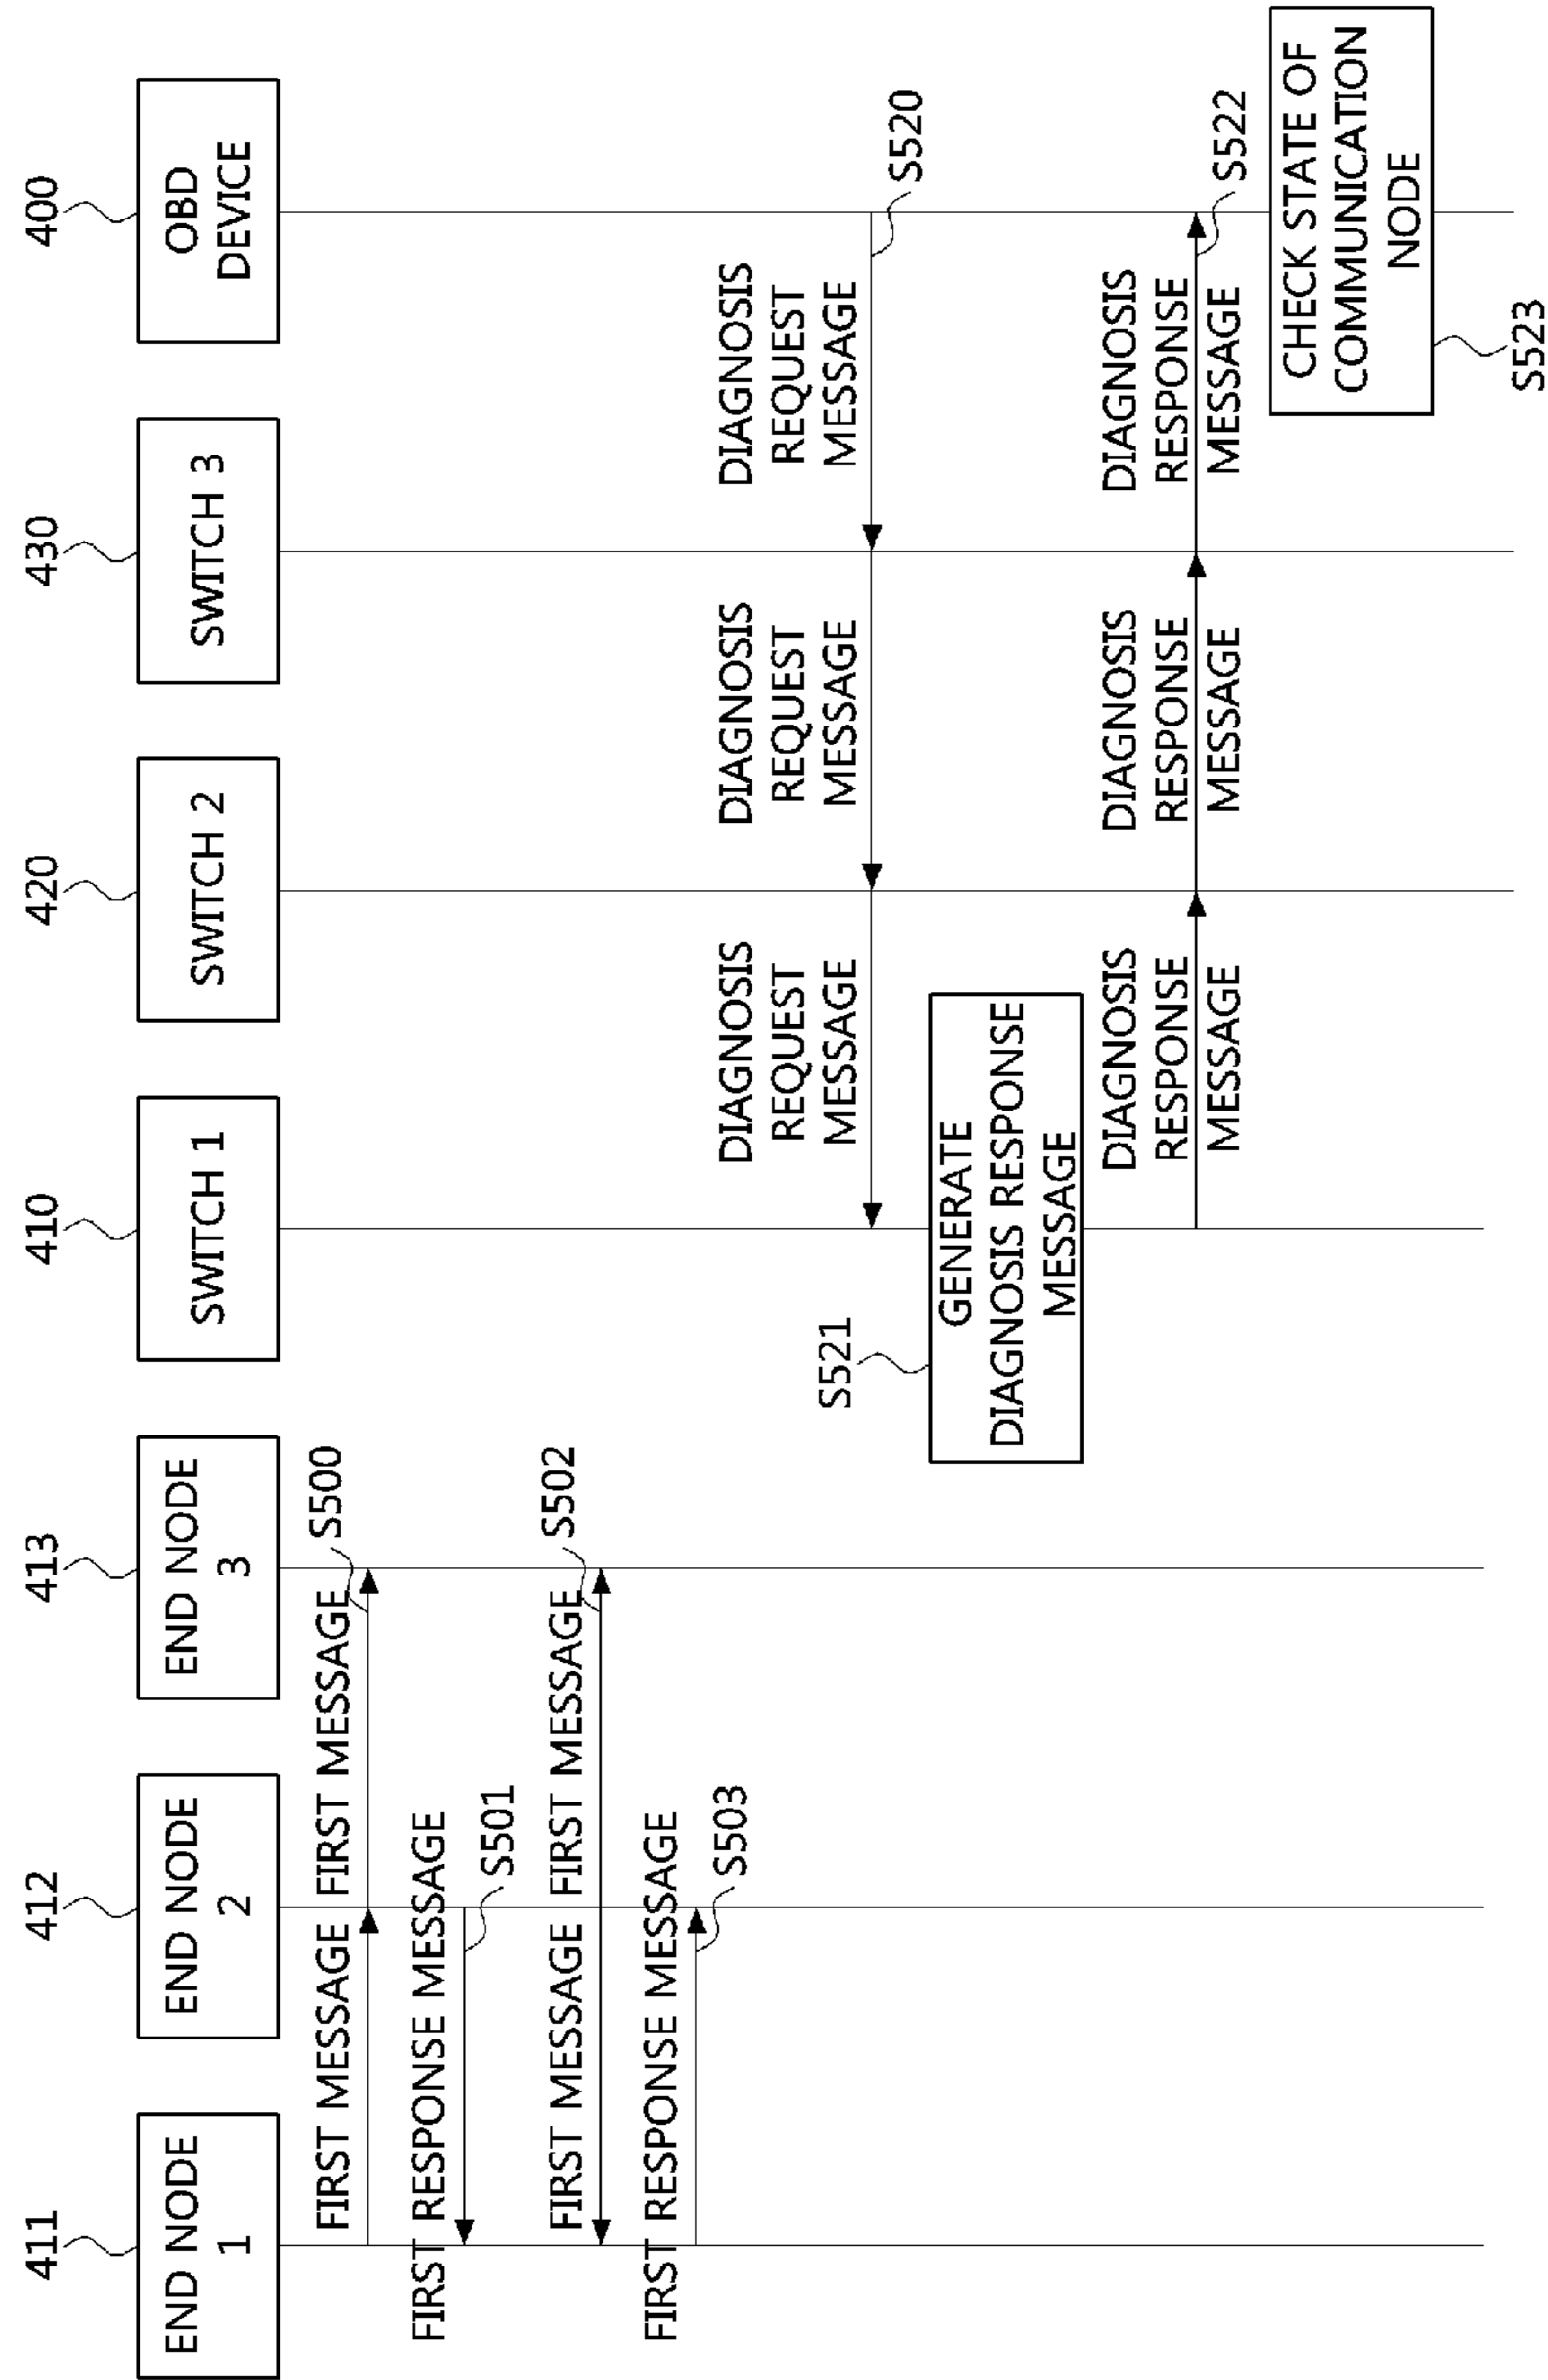 411
412
413
410
420
430
400
END NODE
1
END NODE
2
END NODE
3
SWITCH 1
SWITCH 2
SWITCH 3
OBD
DEVICE
FIRST MESSAGE
FIRST MESSAGE
S500
FIRST RESPONSE MESSAGE
S501
FIRST MESSAGE
FIRST MESSAGE
S502
FIRST RESPONSE MESSAGE
S503
DIAGNOSIS
REQUEST
MESSAGE
DIAGNOSIS
REQUEST
MESSAGE
DIAGNOSIS
REQUEST
MESSAGE
S520
S521
GENERATE
DIAGNOSIS RESPONSE
MESSAGE
DIAGNOSIS
RESPONSE
MESSAGE
DIAGNOSIS
RESPONSE
MESSAGE
DIAGNOSIS
RESPONSE
MESSAGE
S522
CHECK STATE OF
COMMUNICATION
NODE
S523